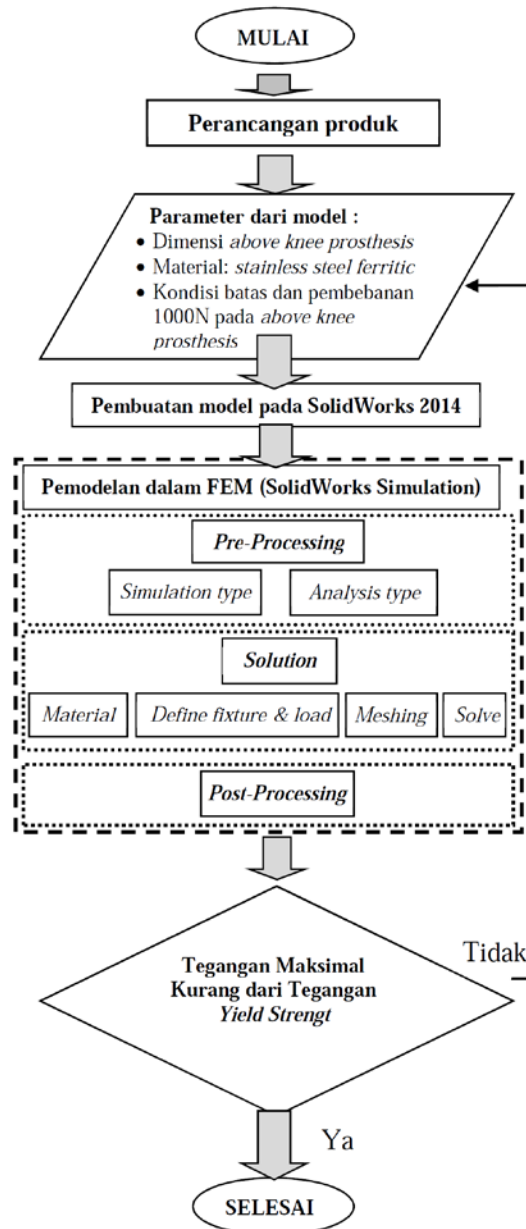 MULAI
Perancangan produk
Parameter dari model :
• Dimensi above knee prosthesis
• Material: stainless steel ferritic
• Kondisi batas dan pembebanan
1000N pada above knee
prosthesis
Pembuatan model pada SolidWorks 2014
Pemodelan dalam FEM (SolidWorks Simulation)
Pre-Processing
Simulation type
Analysis type
Solution
Material
Define fixture & load
Meshing
Solve
Post-Processing
Tegangan Maksimal
Kurang dari Tegangan
Yield Strengt
Tidak
Ya
SELESAI